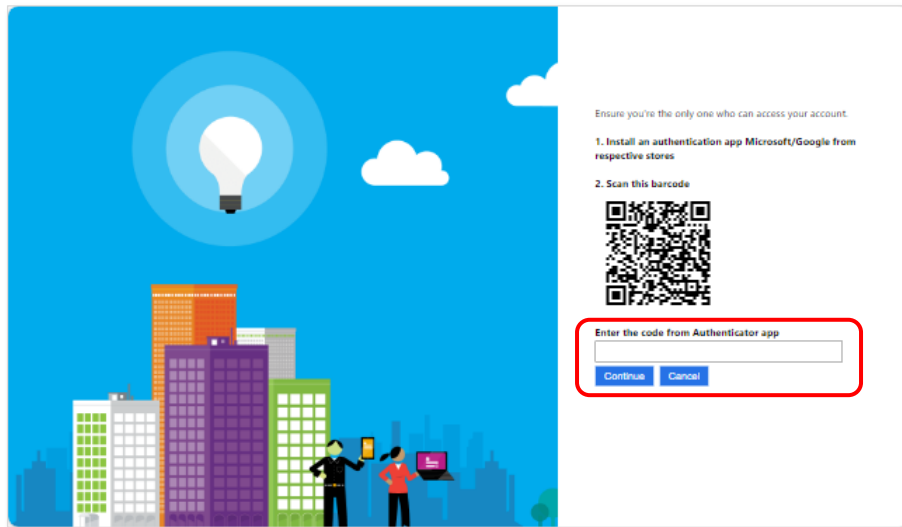 Ensure you're the only one who can access your account.
1. Install an authentication app Microsoft/Google from
respective stores
2. Scan this barcode
Enter the code from Authenticator app
Continue Cancel